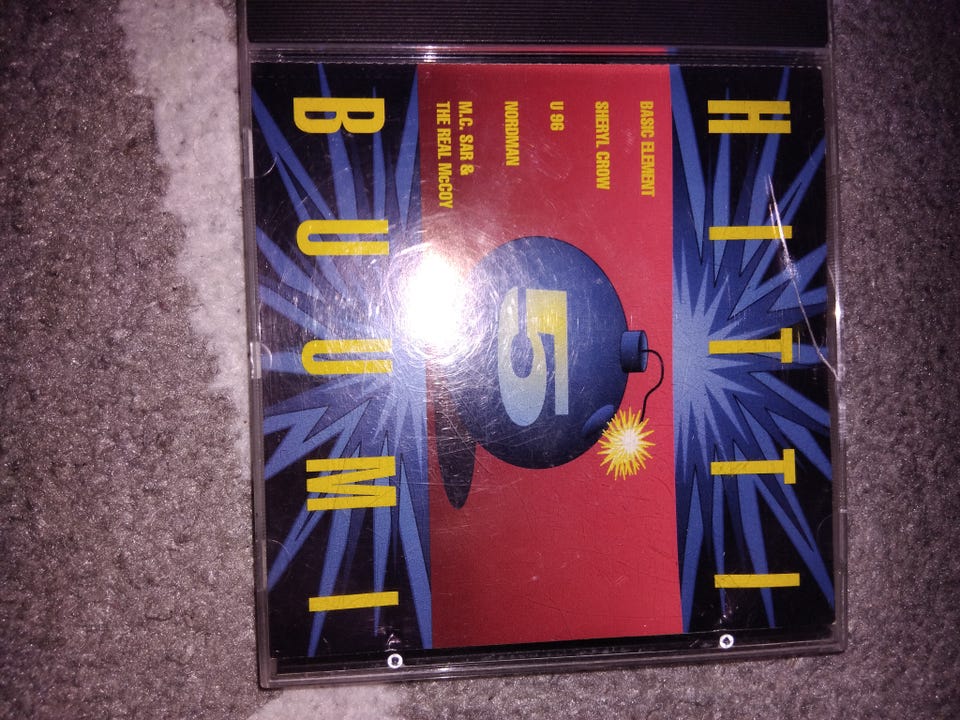 HITTI
BASIC ELEMENT
SHERYL CROW
U 96
NORDMAN
M.C. SAR &
THE REAL McCOY
5
BUUMI